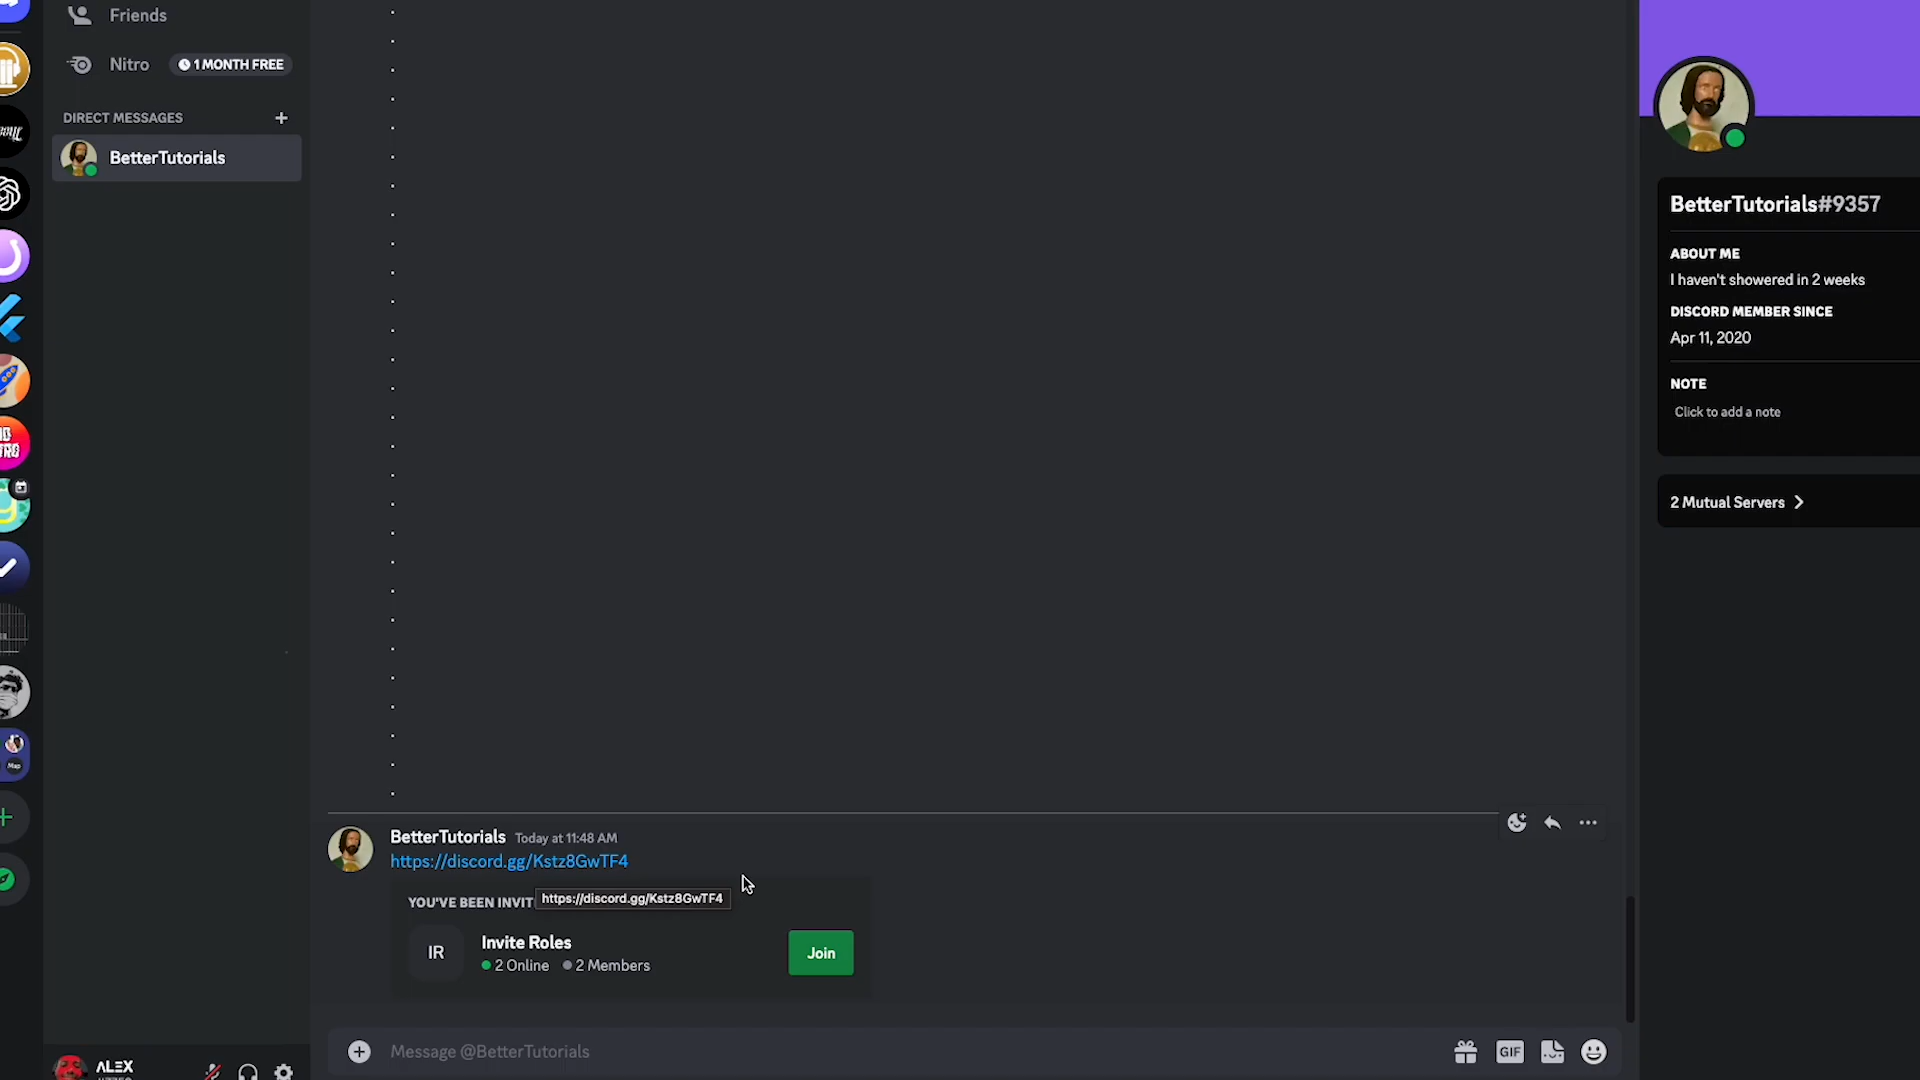 Friends
Nitro
1 MONTH FREE
DIRECT MESSAGES
BetterTutorials
BetterTutorials Today at 11:48 AM
https://discord.gg/Kstz8GwTF4
YOU'VE BEEN INVIT
https://discord.gg/Kstz8GwTF4
IR
Invite Roles
2 Online 2 Members
Join
Message @BetterTutorials
GIF
ALEX
BetterTutorials#9357
ABOUT ME
I haven't showered in 2 weeks
DISCORD MEMBER SINCE
Apr 11, 2020
NOTE
Click to add a note
2 Mutual Servers
Map